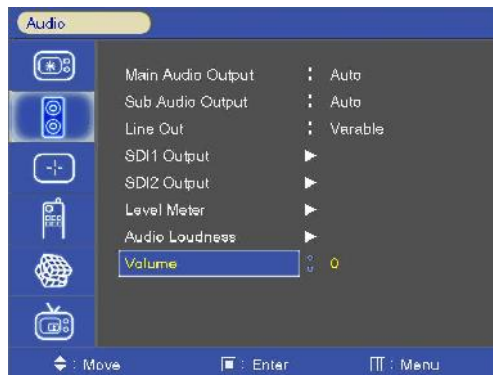 Audio
Main Audio Output : Auto
Sub Audio Output : Auto
Line Out : Varable
SDI1 Output ▶
SDI2 Output ▶
Level Meter ▶
Audio Loudness ▶
Volume 0
: Move : Enter : Menu